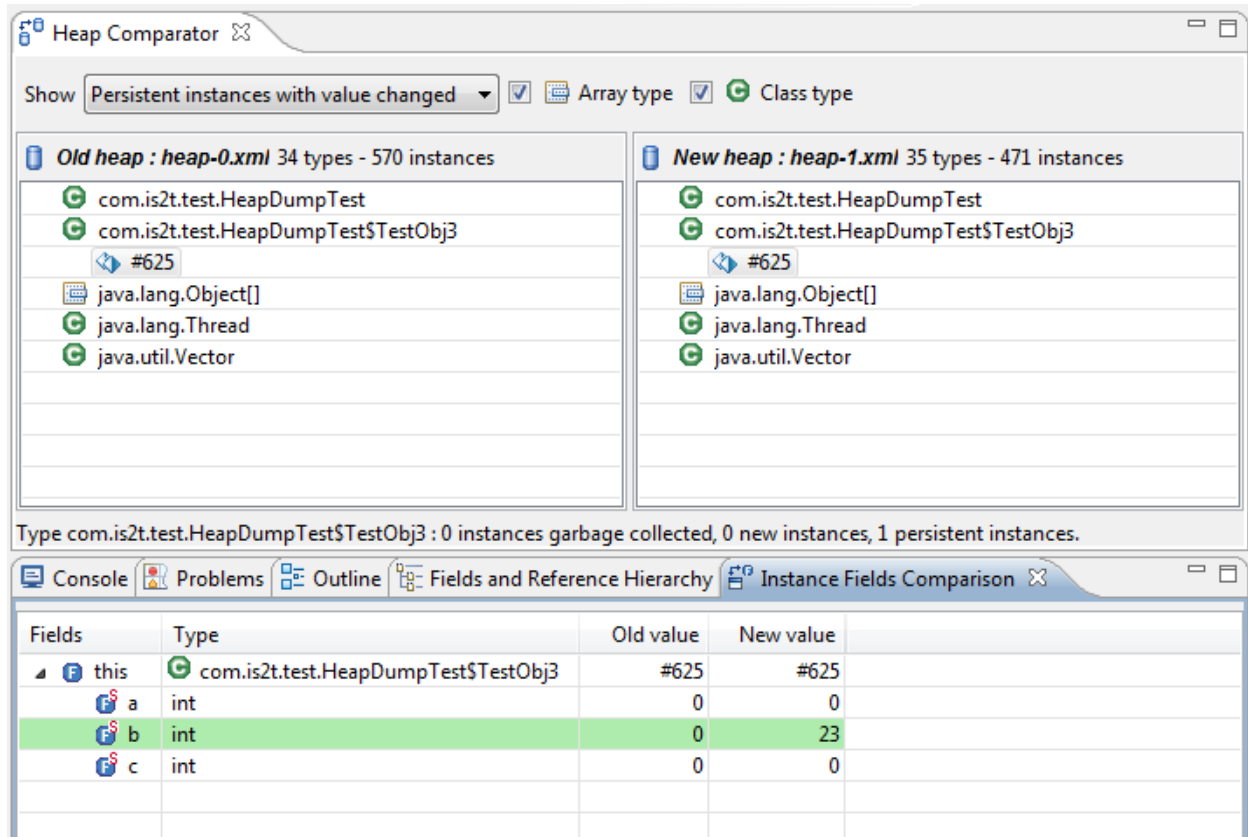 Heap Comparator
Show Persistent instances with value changed Array type Class type
Old heap : heap-0.xml 34 types - 570 instances
com.is2t.test.HeapDumpTest
com.is2t.test.HeapDumpTest$TestObj3
#625
java.lang.Object[]
java.lang.Thread
java.util.Vector
New heap : heap-1.xml 35 types - 471 instances
com.is2t.test.HeapDumpTest
com.is2t.test.HeapDumpTest$TestObj3
#625
java.lang.Object[]
java.lang.Thread
java.util.Vector
Type com.is2t.test.HeapDumpTest$TestObj3 : 0 instances garbage collected, 0 new instances, 1 persistent instances.
Console Problems Outline Fields and Reference Hierarchy Instance Fields Comparison
Fields Type Old value New value
this com.is2t.test.HeapDumpTest$TestObj3 #625 #625
a int 0 0
b int 0 23
c int 0 0